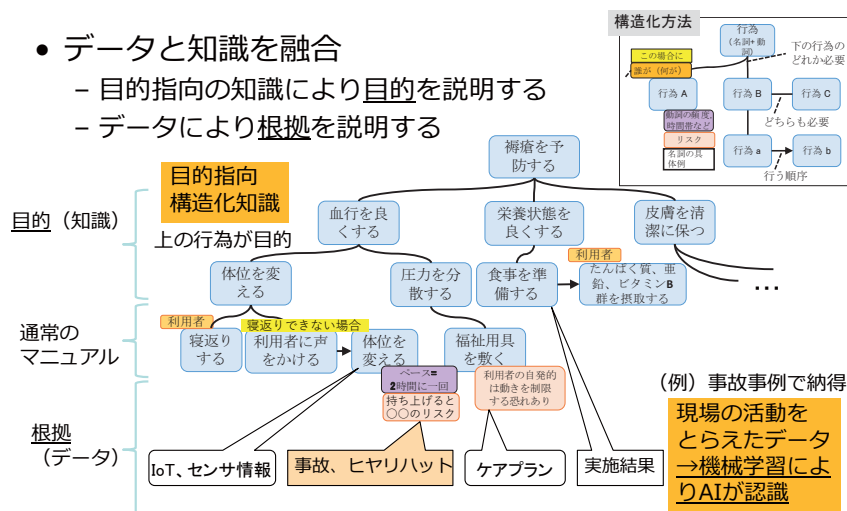 • データと知識を融合
– 目的指向の知識により目的を説明する
– データにより根拠を説明する
構造化方法
行為
(名詞+動
詞)
下の行為の
どれか必要
この場合に
誰が(何が)
行為 A
行為 B
行為 C
どちらも必要
動詞の頻度、
時間帯など
リスク
名詞の具
体例
行為 a
行為 b
行う順序
褥瘡を予
防する
目的指向
構造化知識
目的(知識)
上の行為が目的
血行を良
くする
栄養状態を
良くする
皮膚を清
潔に保つ
体位を変
える
圧力を分
散する
食事を準
備する
利用者
たんぱく質、亜
鉛、ビタミンB
群を摂取する
…
通常の
マニュアル
利用者
寝返り
する
寝返りできない場合
利用者に声
をかける
体位を
変える
福祉用具
を敷く
ベース=
2時間に一回
持ち上げると
〇〇のリスク
利用者の自発的
は動きを制限
する恐れあり
根拠
(データ)
IoT、センサ情報
事故、ヒヤリハット
ケアプラン
実施結果
(例)事故事例で納得
現場の活動を
とらえたデータ
→機械学習によ
りAIが認識